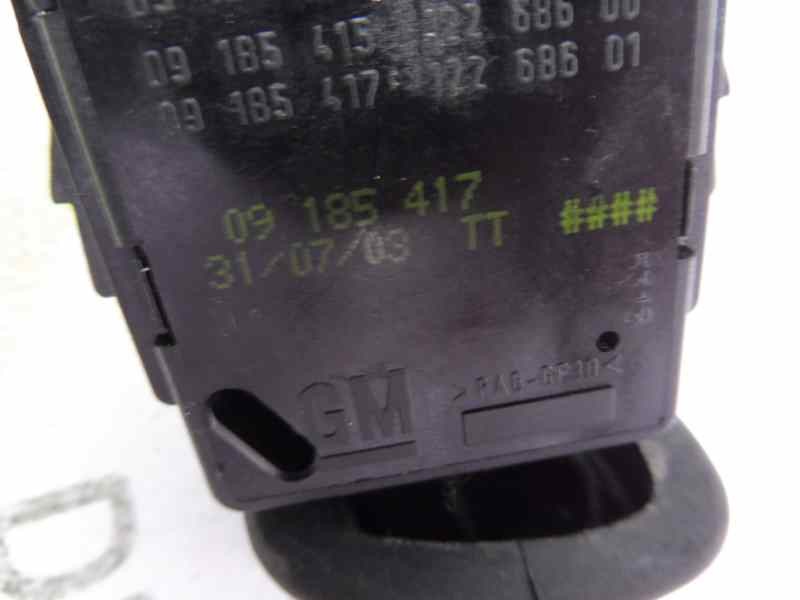 09 185 415 122 686 00
09 185 417 122 686 01
09 185 417
31/07/03 TT ####
GM
>PA6-GF30<